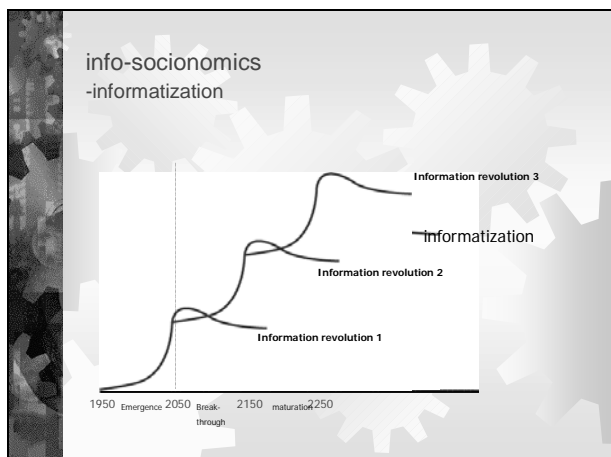 info-socionomics
-informatization
Information revolution 3
informatization
Information revolution 2
Information revolution 1
1950 Emergence 2050 Break- 2150 maturation 2250
through